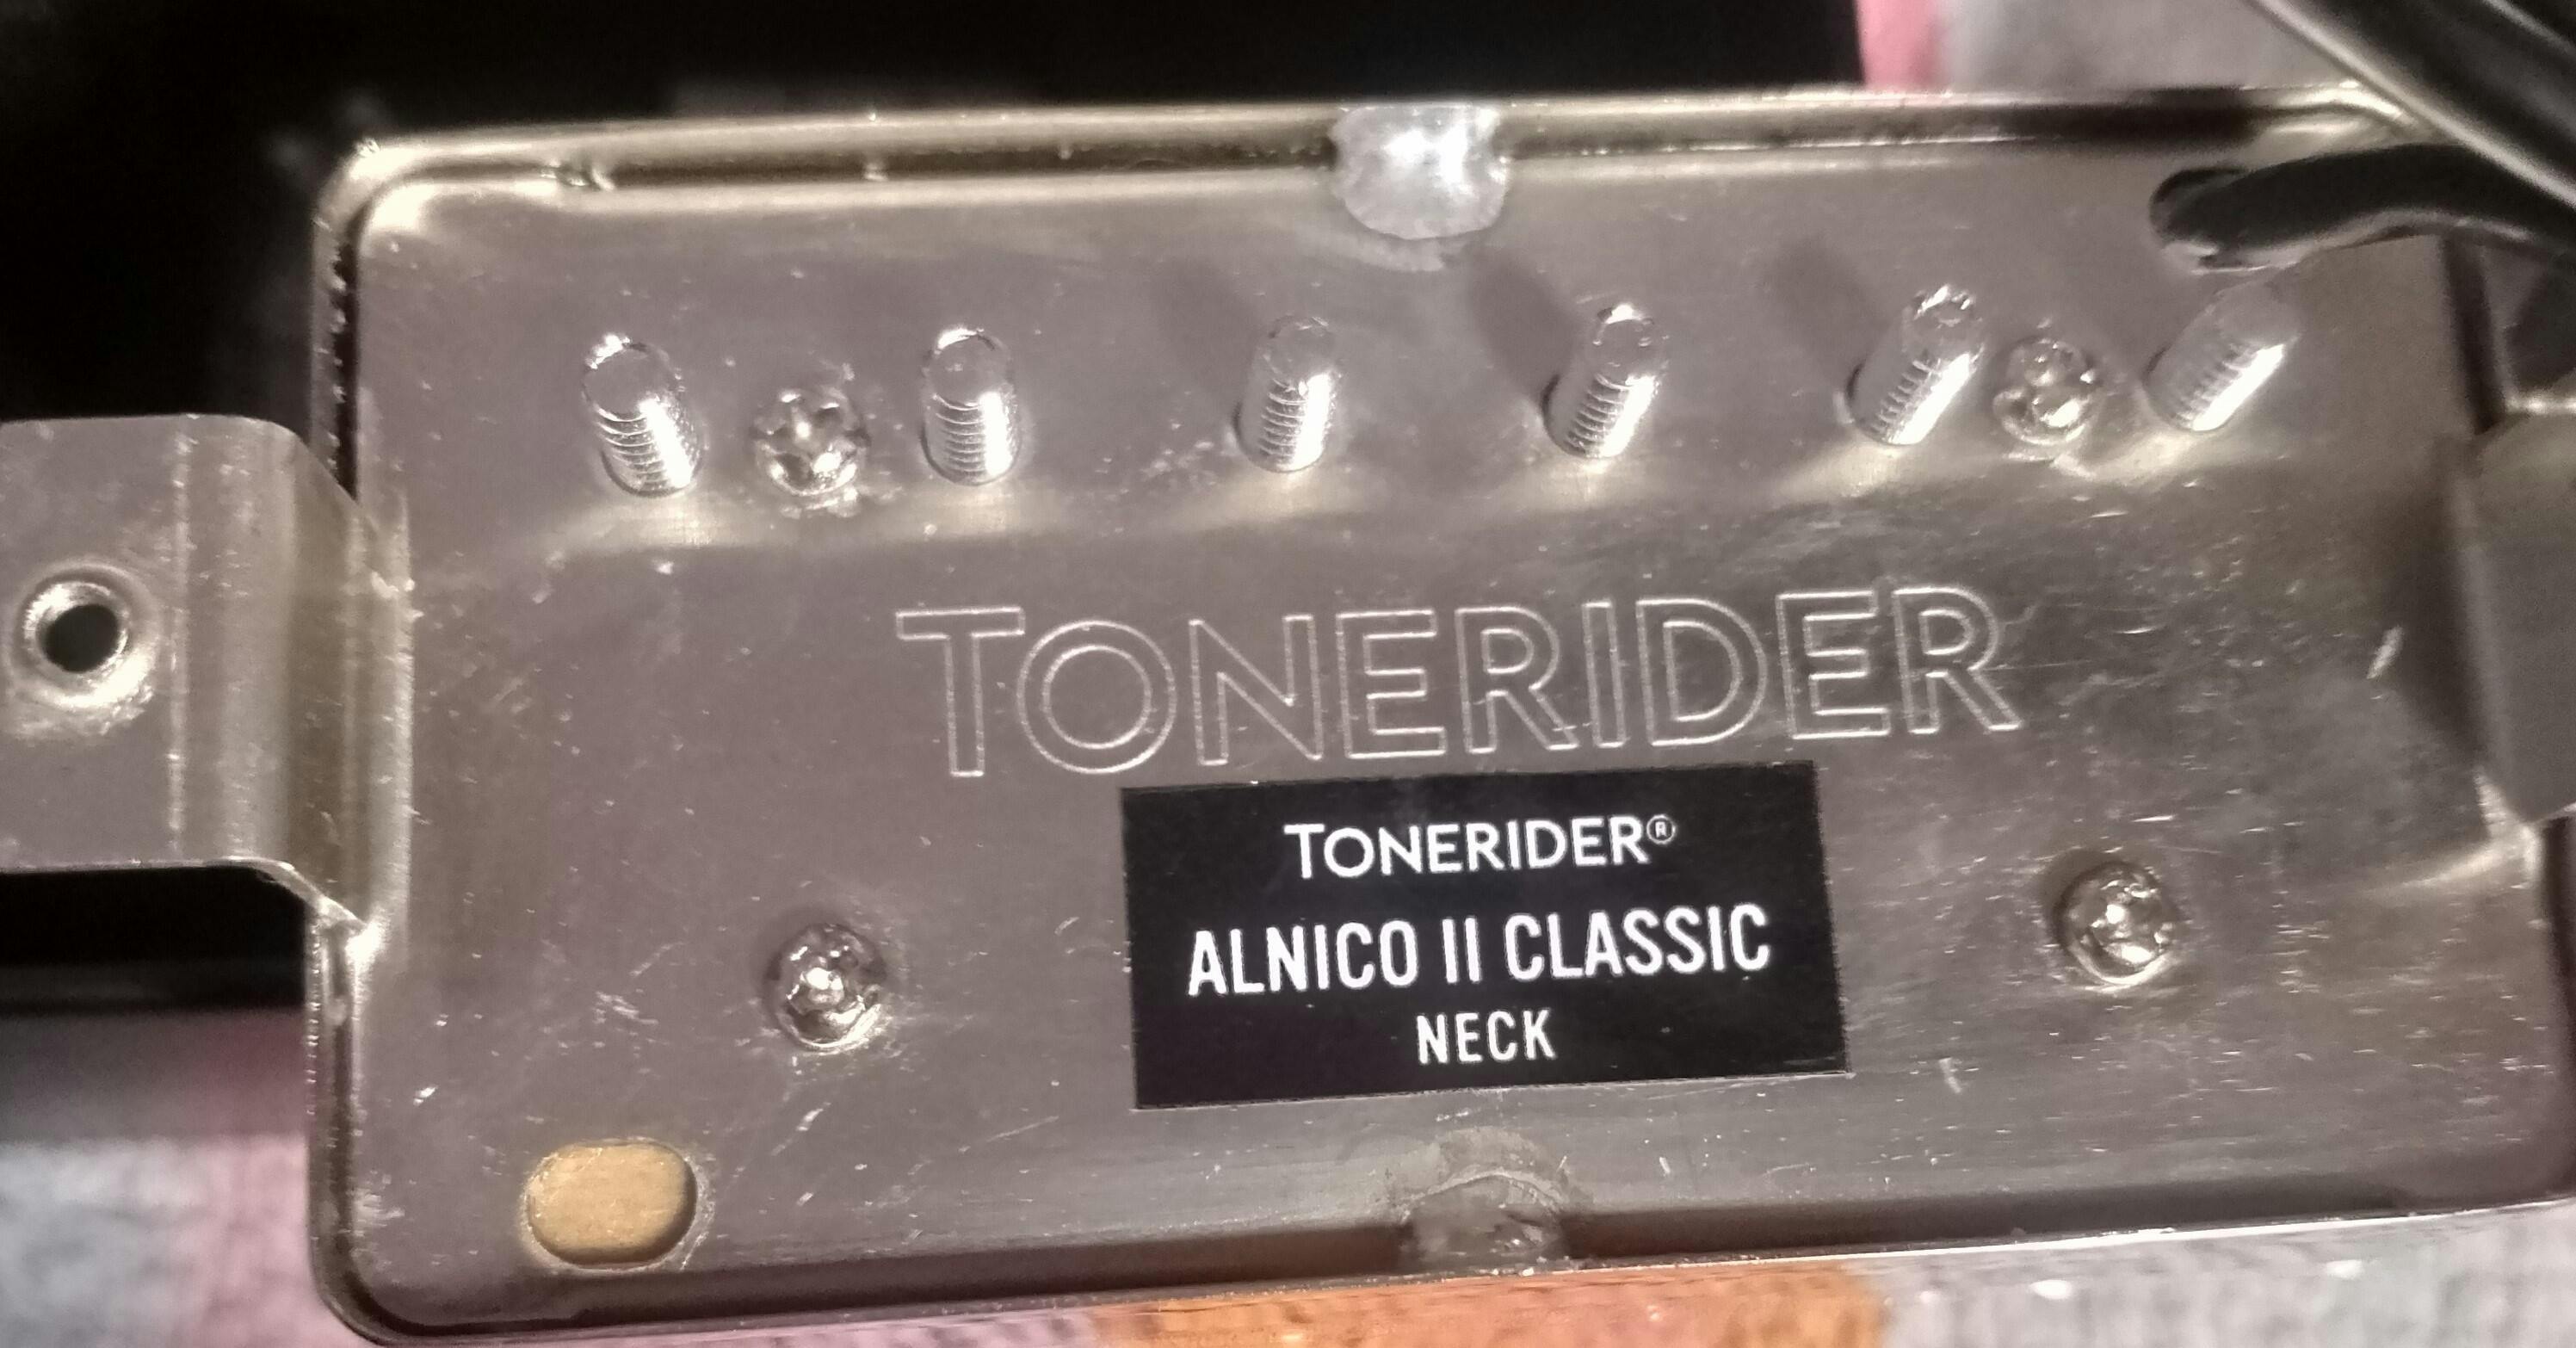 TONERIDER
TONERIDER®
ALNICO II CLASSIC
NECK